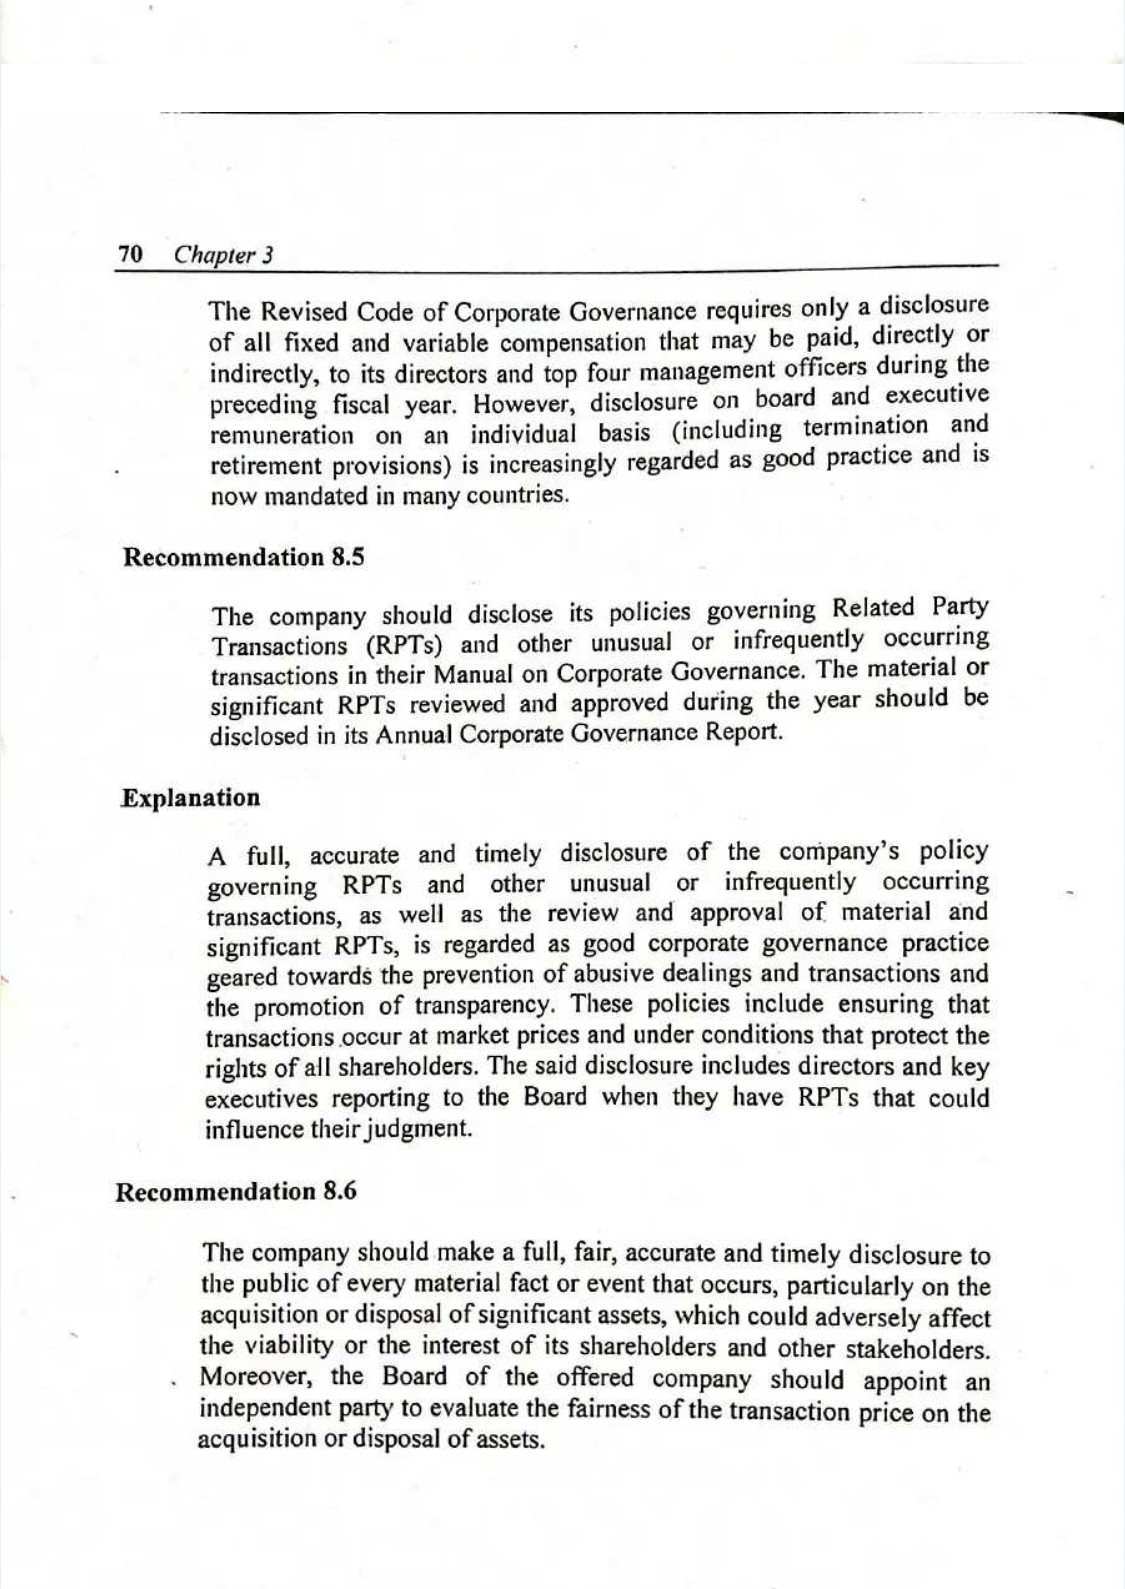 70 Chapter 3
The Revised Code of Corporate Governance requires only a disclosure
of all fixed and variable compensation that may be paid, directly or
indirectly, to its directors and top four management officers during the
preceding fiscal year. However, disclosure on board and executive
remuneration on an individual basis (including termination and
retirement provisions) is increasingly regarded as good practice and is
now mandated in many countries.
Recommendation 8.5
The company should disclose its policies governing Related Party
Transactions (RPTs) and other unusual or infrequently occurring
transactions in their Manual on Corporate Governance. The material or
significant RPTs reviewed and approved during the year should be
disclosed in its Annual Corporate Governance Report.
Explanation
A full, accurate and timely disclosure of the company's policy
governing RPTs and other unusual or infrequently occurring
transactions, as well as the review and approval of material and
significant RPTs, is regarded as good corporate governance practice
geared towards the prevention of abusive dealings and transactions and
the promotion of transparency. These policies include ensuring that
transactions occur at market prices and under conditions that protect the
rights of all shareholders. The said disclosure includes directors and key
executives reporting to the Board when they have RPTs that could
influence their judgment.
Recommendation 8.6
The company should make a full, fair, accurate and timely disclosure to
the public of every material fact or event that occurs, particularly on the
acquisition or disposal of significant assets, which could adversely affect
the viability or the interest of its shareholders and other stakeholders.
Moreover, the Board of the offered company should appoint an
independent party to evaluate the fairness of the transaction price on the
acquisition or disposal of assets.